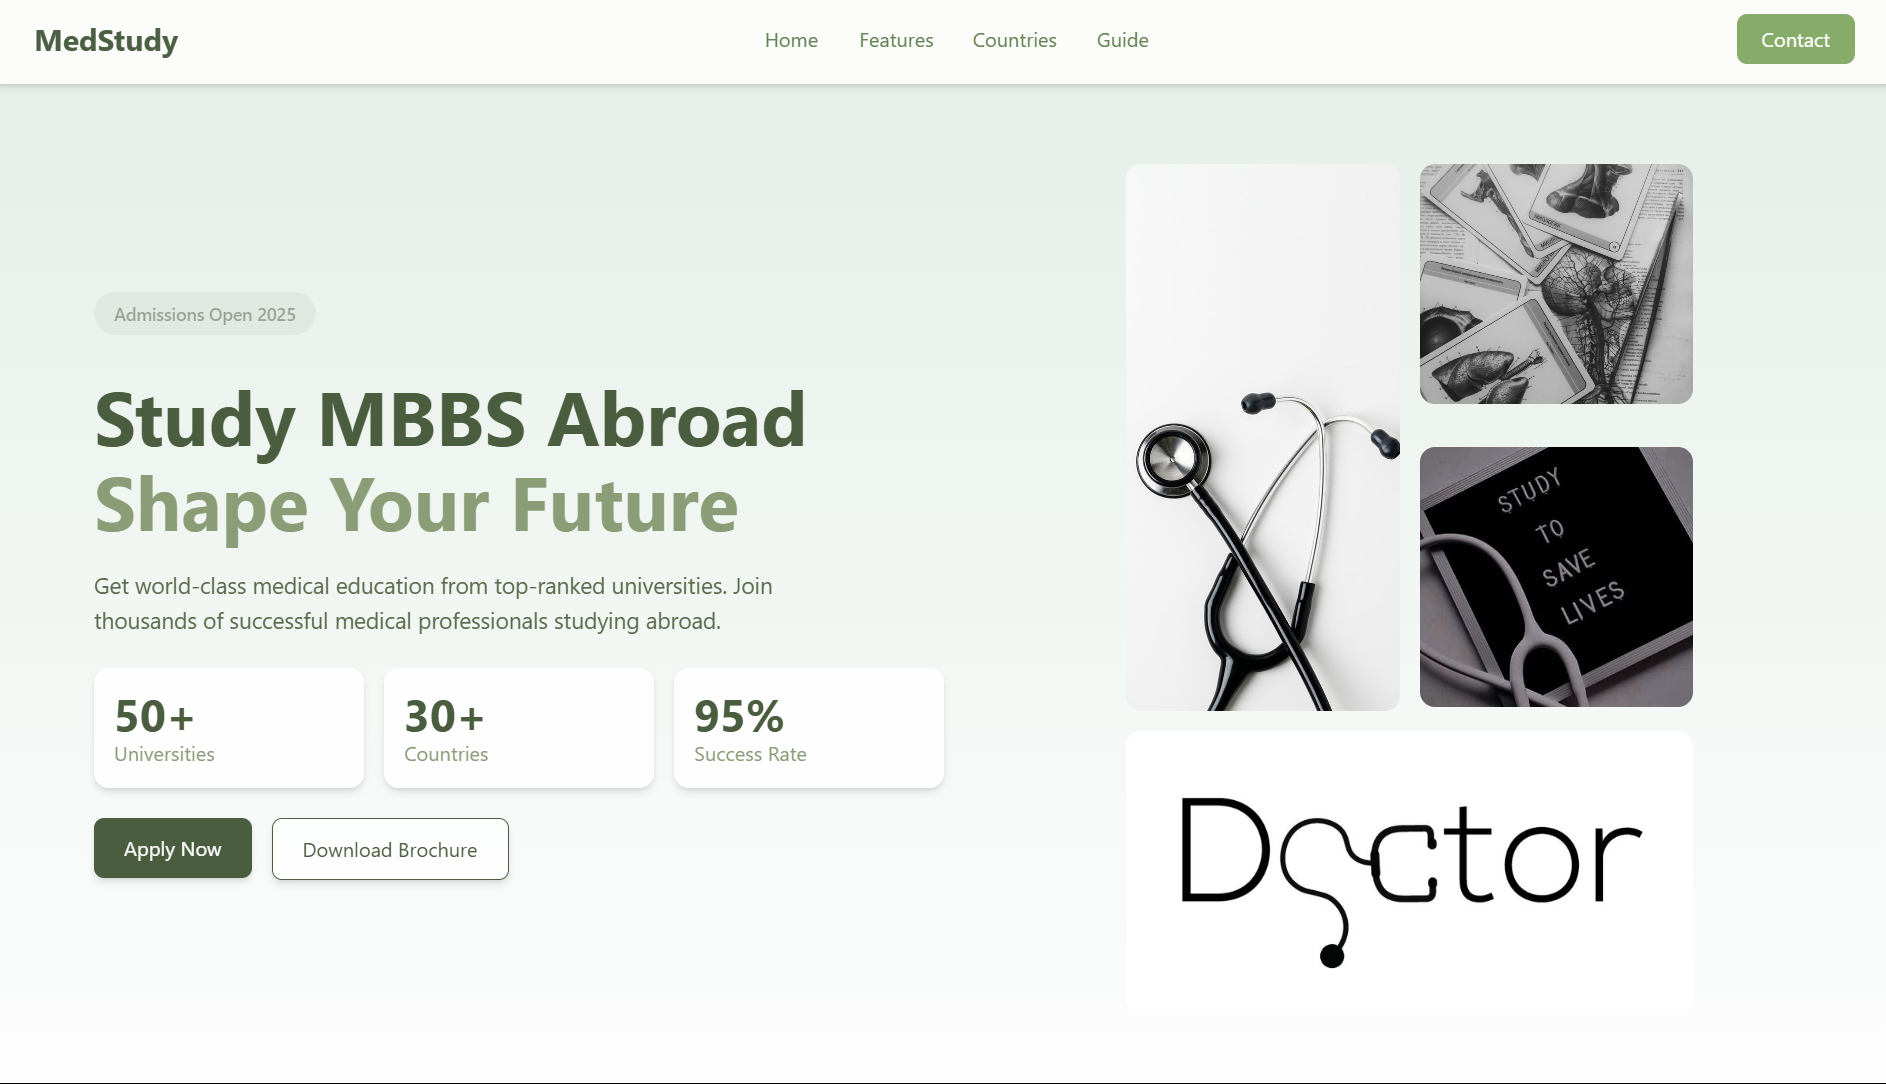 MedStudy
Home
Features
Countries
Guide
Contact
Admissions Open 2025
Study MBBS Abroad
Shape Your Future
Get world-class medical education from top-ranked universities. Join
thousands of successful medical professionals studying abroad.
50+
Universities
30+
Countries
95%
Success Rate
Apply Now
Download Brochure
STUDY
TO
SAVE
LIVES
Doctor